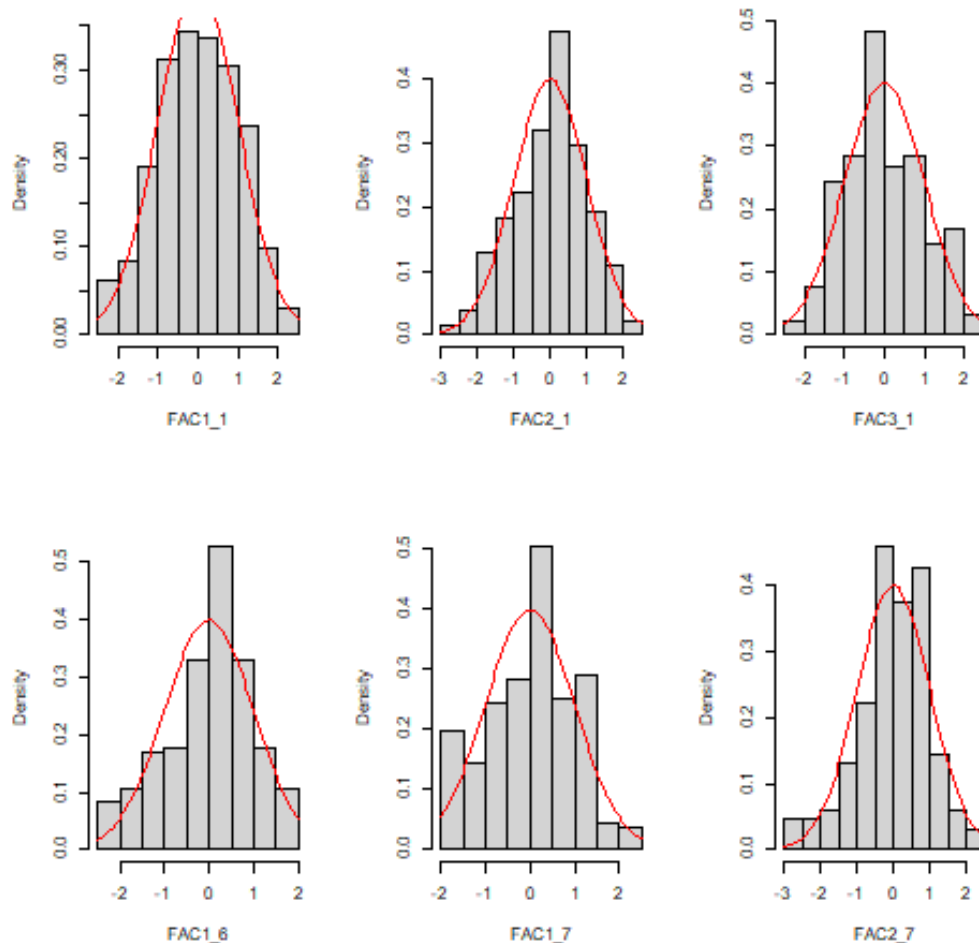 Density
0.00 0.10 0.20 0.30
-2 -1 0 1 2
FAC1_1
Density
0.0 0.1 0.2 0.3 0.4
-3 -2 -1 0 1 2
FAC2_1
Density
0.0 0.1 0.2 0.3 0.4 0.5
-2 -1 0 1 2
FAC3_1
Density
0.0 0.1 0.2 0.3 0.4 0.5
-2 -1 0 1 2
FAC1_6
Density
0.0 0.1 0.2 0.3 0.4 0.5
-2 -1 0 1 2
FAC1_7
Density
0.0 0.1 0.2 0.3 0.4
-3 -2 -1 0 1 2
FAC2_7